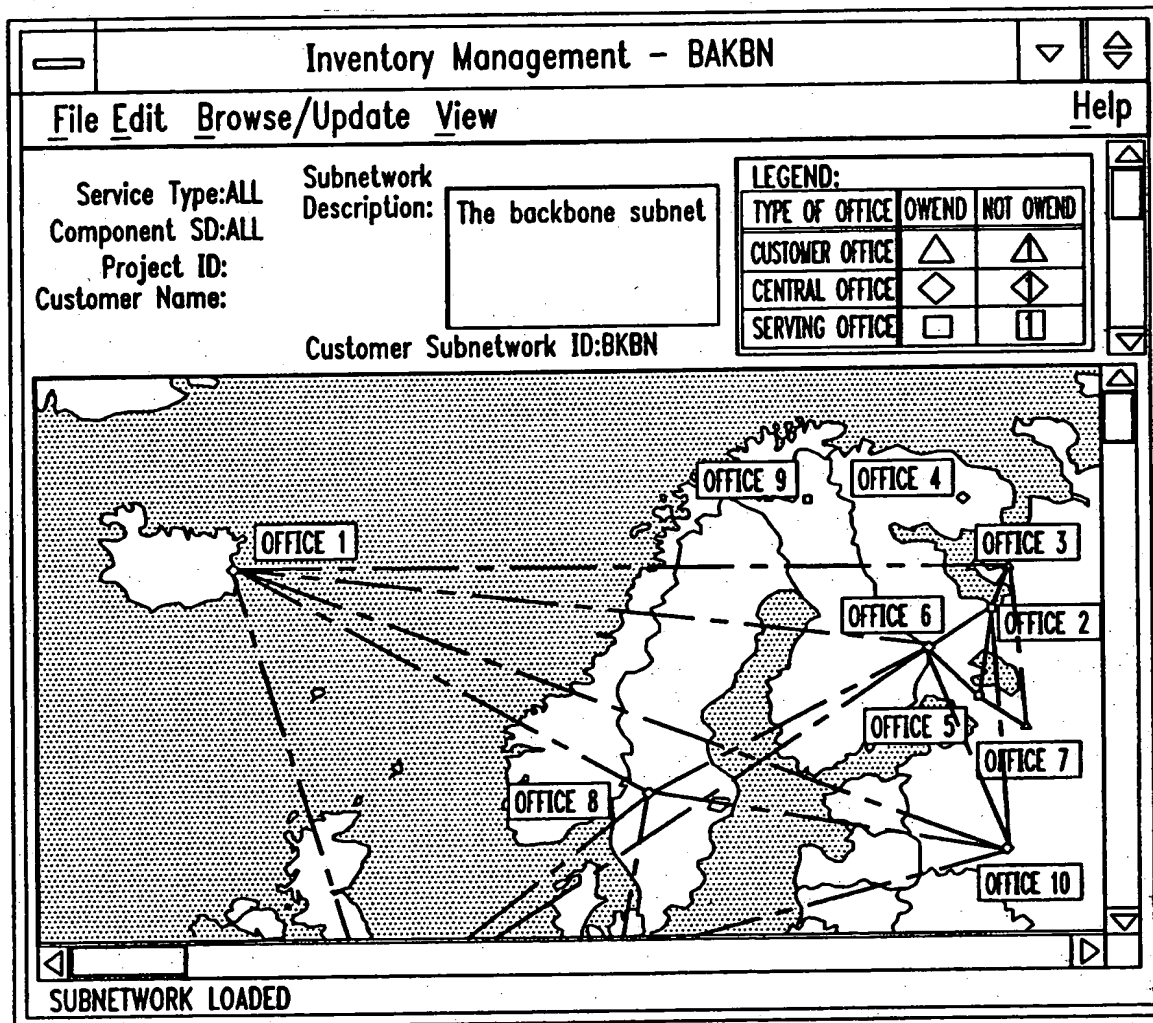 Inventory Management - BAKBN
File Edit Browse/Update View Help
Service Type:ALL
Component SD:ALL
Project ID:
Customer Name:
Subnetwork
Description:
The backbone subnet
Customer Subnetwork ID:BKBN
LEGEND:
TYPE OF OFFICE OWEND NOT OWEND
CUSTOMER OFFICE
CENTRAL OFFICE
SERVING OFFICE
OFFICE 9
OFFICE 4
OFFICE 1
OFFICE 3
OFFICE 6
OFFICE 2
OFFICE 5
OFFICE 7
OFFICE 8
OFFICE 10
SUBNETWORK LOADED